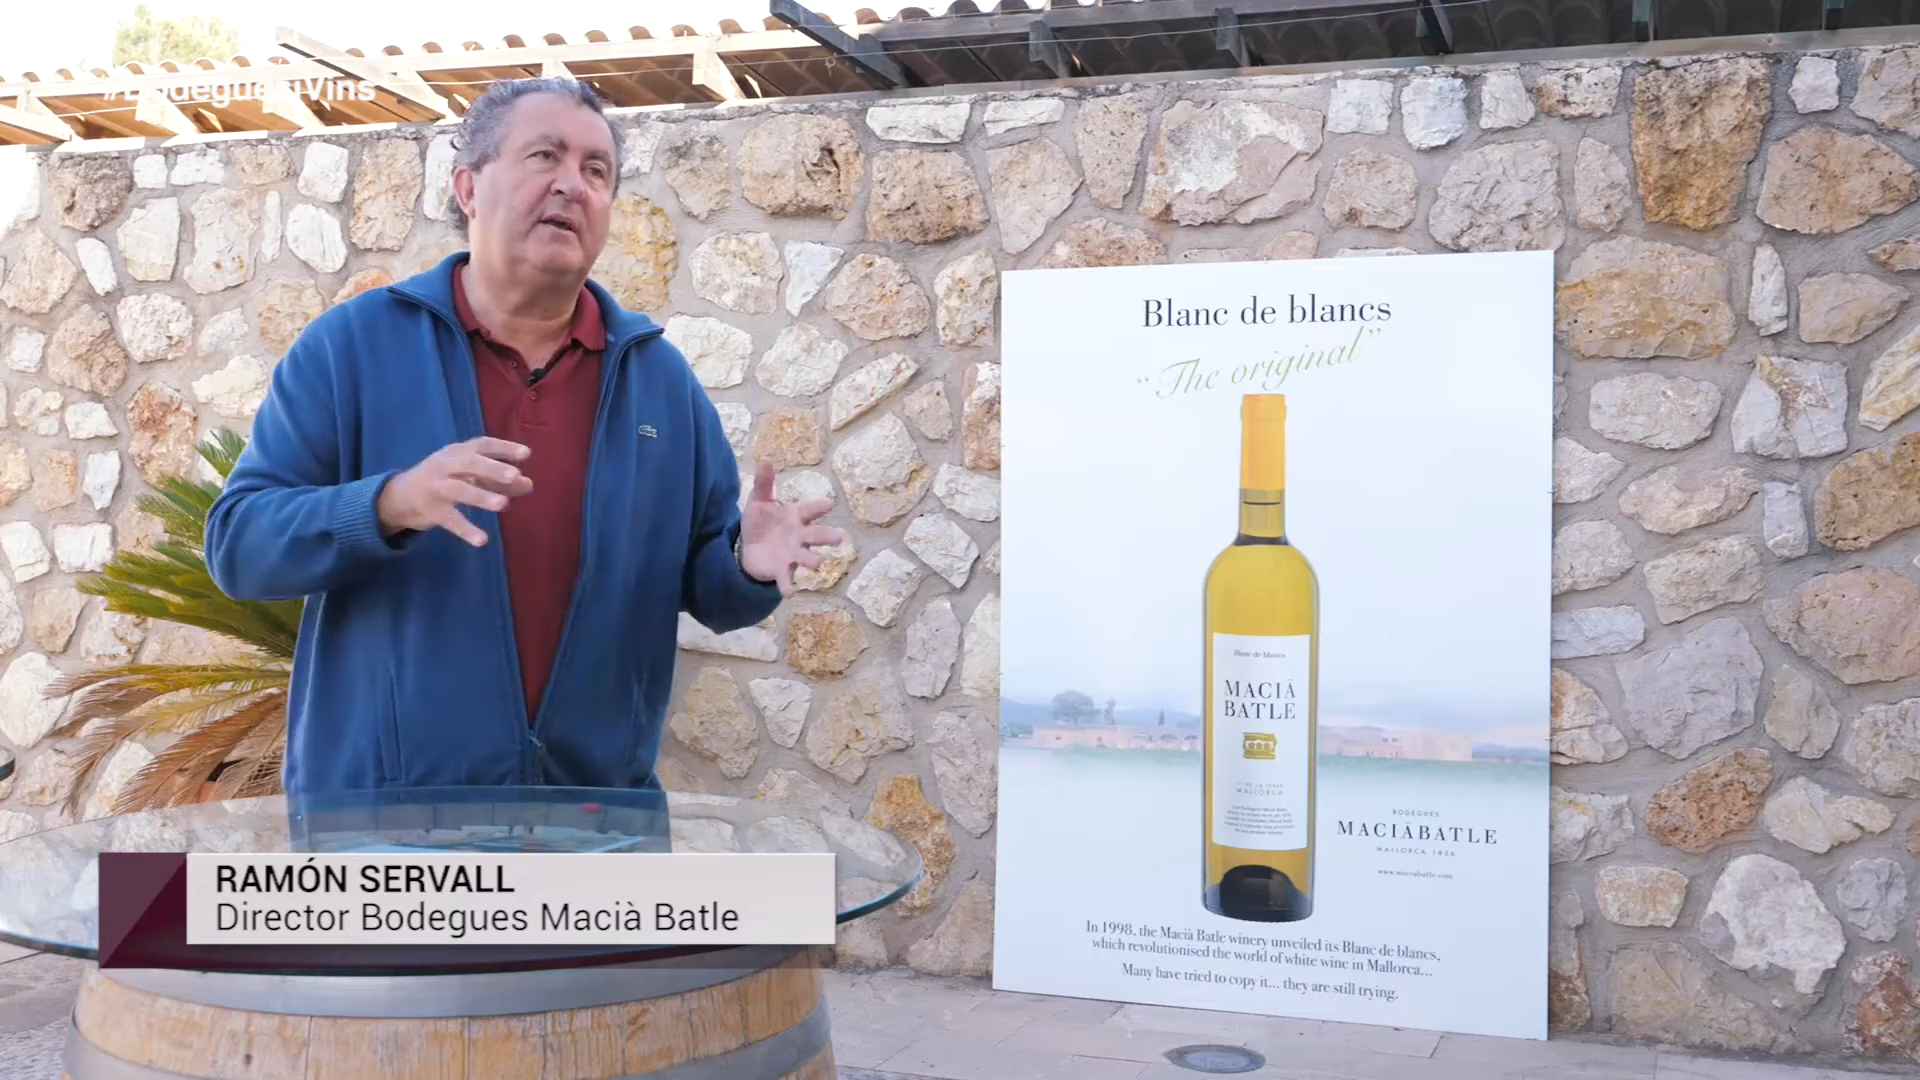 #BodeguesiVins
Blanc de blancs
"The original"
Blanc de blancs
MACIÀ
BATLE
MALLORCA
BODEGUES
MACIÀBATLE
MALLORCA 1856
www.maciabatle.com
In 1998, the Macià Batle winery unveiled its Blanc de blancs,
which revolutionised the world of white wine in Mallorca...
Many have tried to copy it... they are still trying.
RAMÓN SERVALL
Director Bodegues Macià Batle